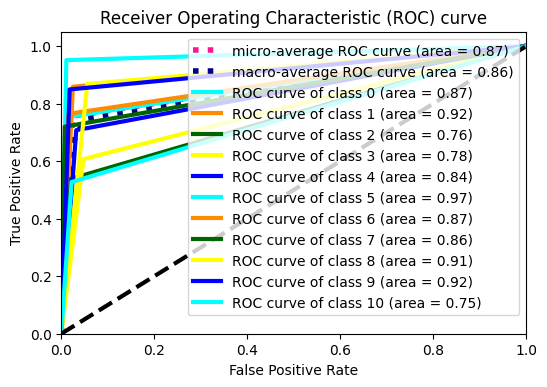 Receiver Operating Characteristic (ROC) curve
True Positive Rate
1.0
0.8
0.6
0.4
0.2
0.0
micro-average ROC curve (area = 0.87)
macro-average ROC curve (area = 0.86)
ROC curve of class 0 (area = 0.87)
ROC curve of class 1 (area = 0.92)
ROC curve of class 2 (area = 0.76)
ROC curve of class 3 (area = 0.78)
ROC curve of class 4 (area = 0.84)
ROC curve of class 5 (area = 0.97)
ROC curve of class 6 (area = 0.87)
ROC curve of class 7 (area = 0.86)
ROC curve of class 8 (area = 0.91)
ROC curve of class 9 (area = 0.92)
ROC curve of class 10 (area = 0.75)
0.0 0.2 0.4 0.6 0.8 1.0
False Positive Rate